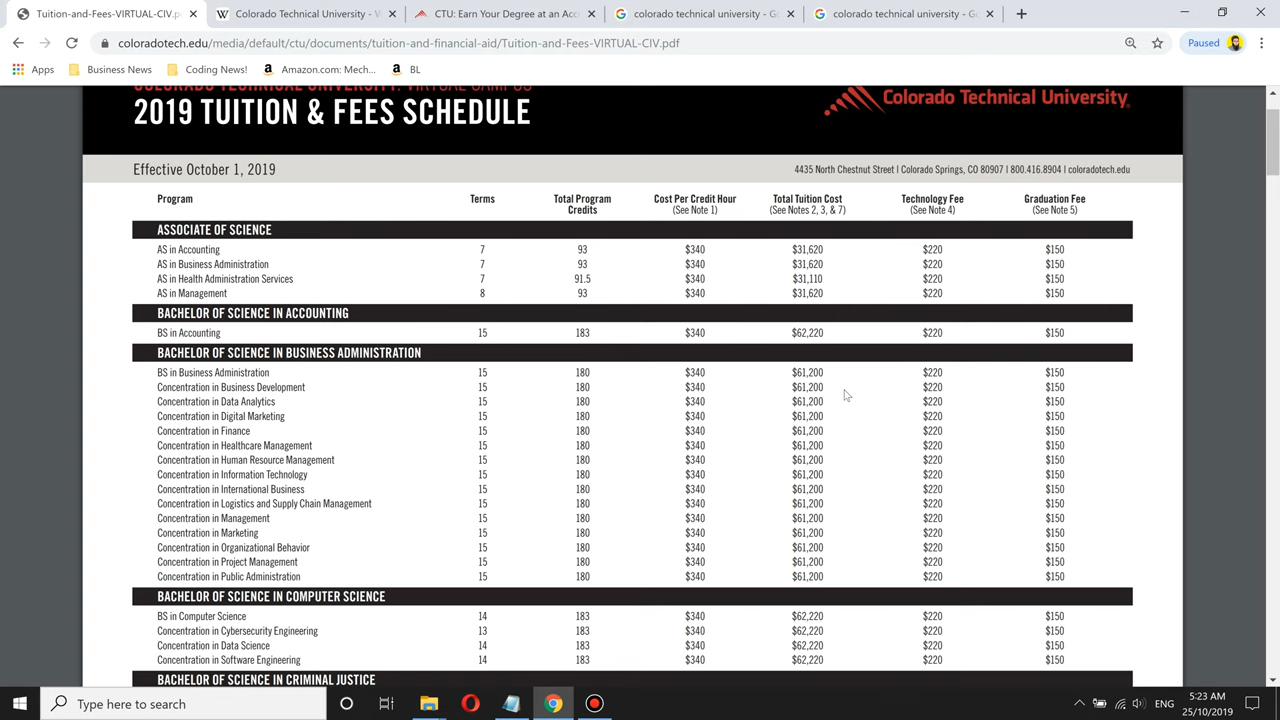 Tuition-and-Fees-VIRTUAL-CIV.p
Colorado Technical University - W
CTU: Earn Your Degree at an Acc
colorado technical university - Go
colorado technical university - Go
coloradotech.edu/media/default/ctu/documents/tuition-and-financial-aid/Tuition-and-Fees-VIRTUAL-CIV.pdf
Paused
Apps Business News Coding News! Amazon.com: Mech... BL
COLORADO TECHNICAL UNIVERSITY: VIRTUAL CAMPUS
2019 TUITION & FEES SCHEDULE
Colorado Technical University
Effective October 1, 2019
4435 North Chestnut Street | Colorado Springs, CO 80907 | 800.416.8904 | coloradotech.edu
Program Terms Total Program Credits Cost Per Credit Hour (See Note 1) Total Tuition Cost (See Notes 2, 3, & 7) Technology Fee (See Note 4) Graduation Fee (See Note 5)
ASSOCIATE OF SCIENCE
AS in Accounting 7 93 $340 $31,620 $220 $150
AS in Business Administration 7 93 $340 $31,620 $220 $150
AS in Health Administration Services 7 91.5 $340 $31,110 $220 $150
AS in Management 8 93 $340 $31,620 $220 $150
BACHELOR OF SCIENCE IN ACCOUNTING
BS in Accounting 15 183 $340 $62,220 $220 $150
BACHELOR OF SCIENCE IN BUSINESS ADMINISTRATION
BS in Business Administration 15 180 $340 $61,200 $220 $150
Concentration in Business Development 15 180 $340 $61,200 $220 $150
Concentration in Data Analytics 15 180 $340 $61,200 $220 $150
Concentration in Digital Marketing 15 180 $340 $61,200 $220 $150
Concentration in Finance 15 180 $340 $61,200 $220 $150
Concentration in Healthcare Management 15 180 $340 $61,200 $220 $150
Concentration in Human Resource Management 15 180 $340 $61,200 $220 $150
Concentration in Information Technology 15 180 $340 $61,200 $220 $150
Concentration in International Business 15 180 $340 $61,200 $220 $150
Concentration in Logistics and Supply Chain Management 15 180 $340 $61,200 $220 $150
Concentration in Management 15 180 $340 $61,200 $220 $150
Concentration in Marketing 15 180 $340 $61,200 $220 $150
Concentration in Organizational Behavior 15 180 $340 $61,200 $220 $150
Concentration in Project Management 15 180 $340 $61,200 $220 $150
Concentration in Public Administration 15 180 $340 $61,200 $220 $150
BACHELOR OF SCIENCE IN COMPUTER SCIENCE
BS in Computer Science 14 183 $340 $62,220 $220 $150
Concentration in Cybersecurity Engineering 13 183 $340 $62,220 $220 $150
Concentration in Data Science 14 183 $340 $62,220 $220 $150
Concentration in Software Engineering 14 183 $340 $62,220 $220 $150
BACHELOR OF SCIENCE IN CRIMINAL JUSTICE
Type here to search
ENG
5:23 AM
25/10/2019